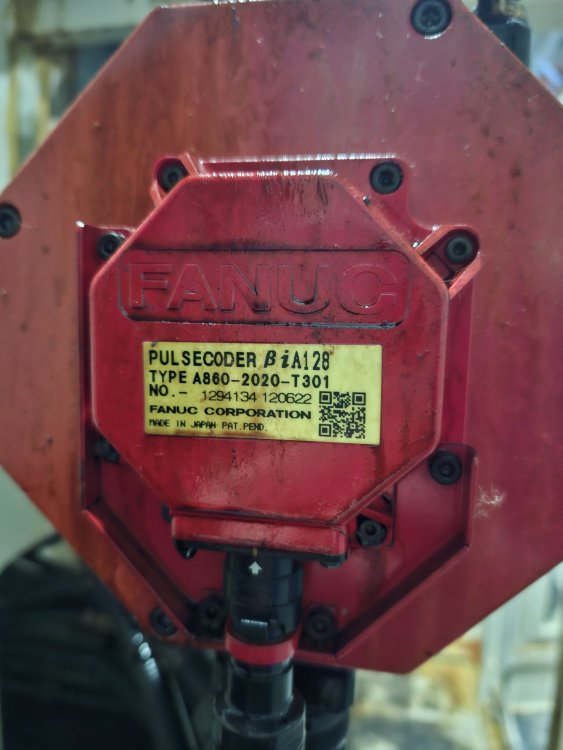 FANUC
PULSECODER βiA128
TYPE A860-2020-T301
NO.- 1294134 120622
FANUC CORPORATION
MADE IN JAPAN PAT.PEND.